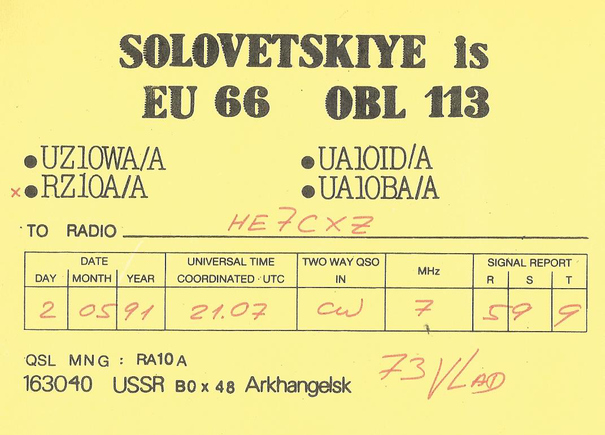 SOLOVETSKIYE is
EU 66 OBL 113
●UZ1OWA/A ●UA1OID/A
x ●RZ1OA/A ●UA1OBA/A
TO RADIO HE7CXZ
DATE UNIVERSAL TIME TWO WAY QSO MHz SIGNAL REPORT
DAY MONTH YEAR COORDINATED · UTC IN R S T
2 05 91 21.07 CW 7 5 9 9
QSL MNG : RA1O A
163040 USSR BOx 48 Arkhangelsk
73 Vlad